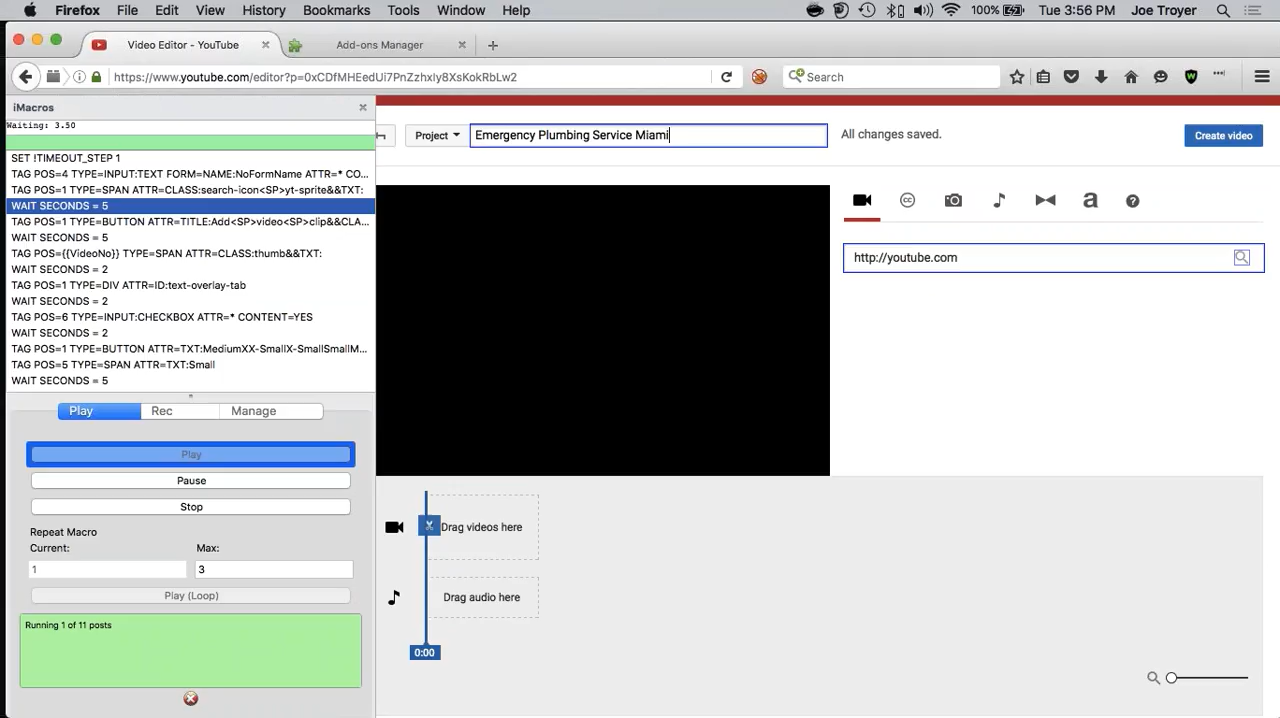 Firefox File Edit View History Bookmarks Tools Window Help 100% Tue 3:56 PM Joe Troyer
Video Editor - YouTube × Add-ons Manager × +
https://www.youtube.com/editor?p=0xCDfMHEedUi7PnZzhxIy8XsKokRbLw2 Search
iMacros ×
Waiting: 3.50
SET !TIMEOUT_STEP 1
TAG POS=4 TYPE=INPUT:TEXT FORM=NAME:NoFormName ATTR=* CO...
TAG POS=1 TYPE=SPAN ATTR=CLASS:search-icon<SP>yt-sprite&&TXT:
WAIT SECONDS = 5
TAG POS=1 TYPE=BUTTON ATTR=TITLE:Add<SP>video<SP>clip&&CLA...
WAIT SECONDS = 5
TAG POS={{VideoNo}} TYPE=SPAN ATTR=CLASS:thumb&&TXT:
WAIT SECONDS = 2
TAG POS=1 TYPE=DIV ATTR=ID:text-overlay-tab
WAIT SECONDS = 2
TAG POS=6 TYPE=INPUT:CHECKBOX ATTR=* CONTENT=YES
WAIT SECONDS = 2
TAG POS=1 TYPE=BUTTON ATTR=TXT:MediumXX-SmallX-SmallSmallM...
TAG POS=5 TYPE=SPAN ATTR=TXT:Small
WAIT SECONDS = 5
Play Rec Manage
Play
Pause
Stop
Repeat Macro
Current: Max:
1 3
Play (Loop)
Running 1 of 11 posts
Project Emergency Plumbing Service Miami All changes saved. Create video
CC a ?
http://youtube.com
Drag videos here
Drag audio here
0:00